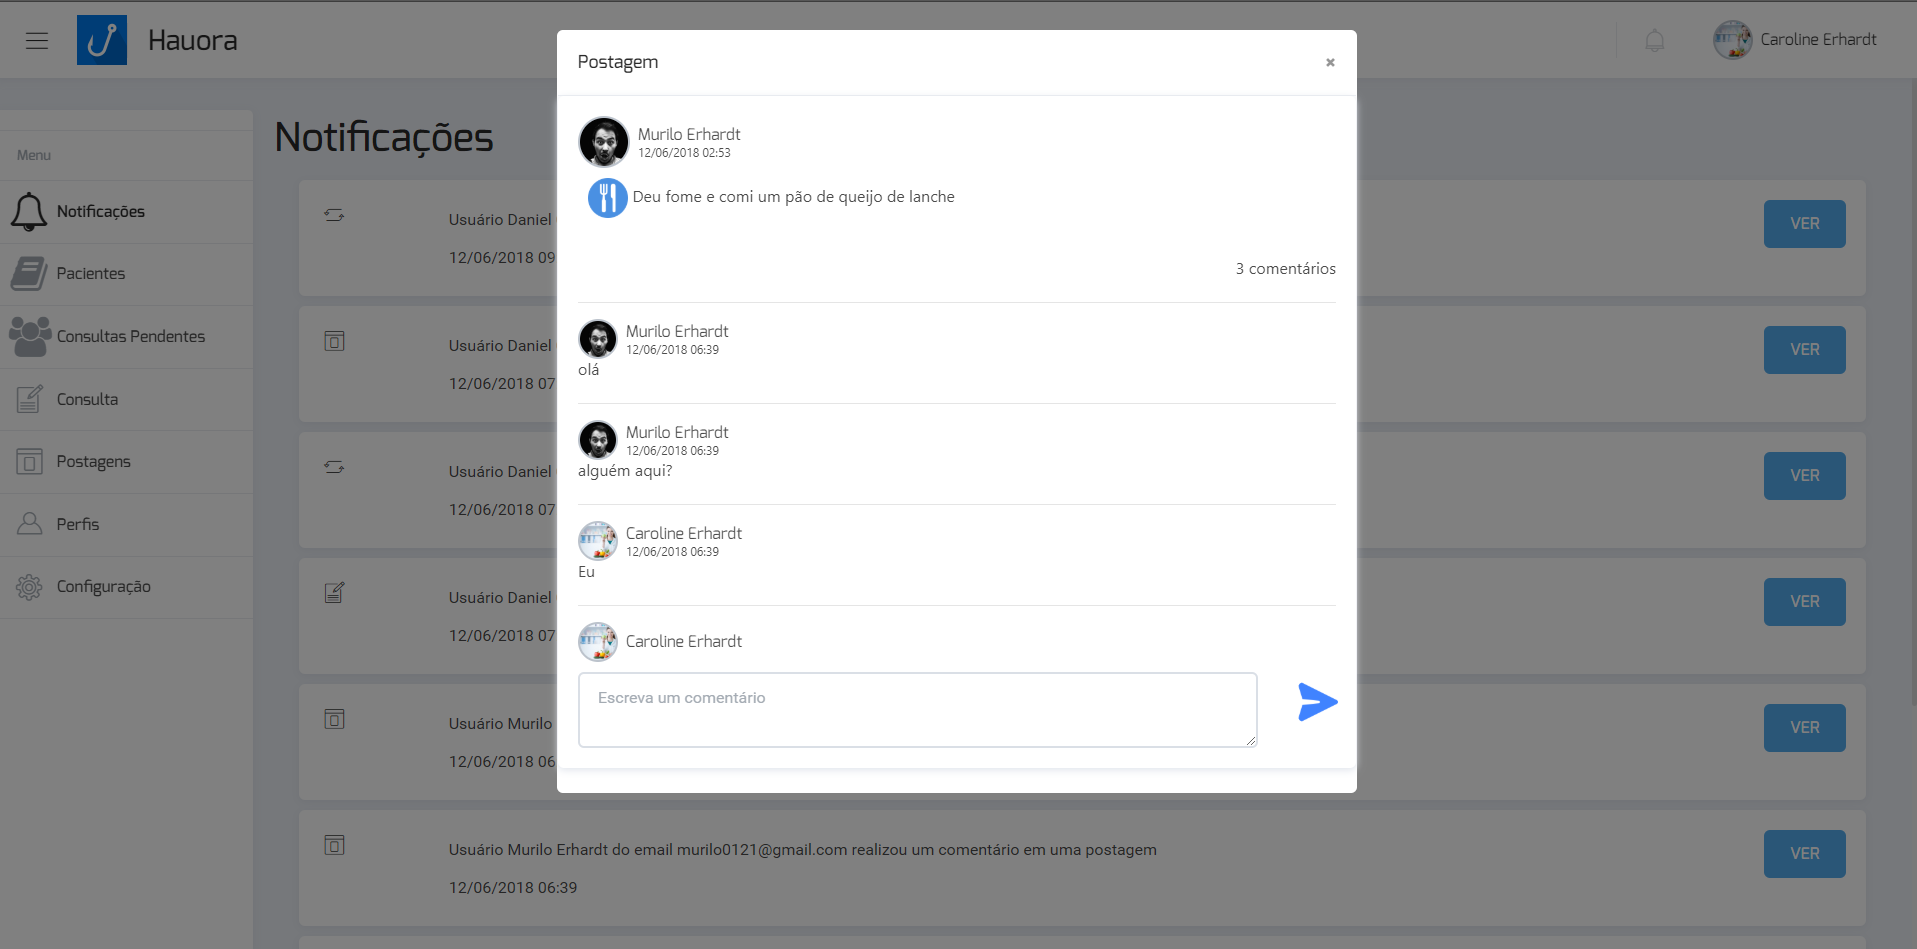 Hauora
Caroline Erhardt
Menu
Notificações
Pacientes
Consultas Pendentes
Consulta
Postagens
Perfis
Configuração
Notificações
Usuário Daniel
12/06/2018 09
VER
Usuário Daniel
12/06/2018 07
VER
Usuário Daniel
12/06/2018 07
VER
Usuário Daniel
12/06/2018 07
VER
Usuário Murilo
12/06/2018 06
VER
Usuário Murilo Erhardt do email murilo0121@gmail.com realizou um comentário em uma postagem
12/06/2018 06:39
VER
Postagem
×
Murilo Erhardt
12/06/2018 02:53
Deu fome e comi um pão de queijo de lanche
3 comentários
Murilo Erhardt
12/06/2018 06:39
olá
Murilo Erhardt
12/06/2018 06:39
alguém aqui?
Caroline Erhardt
12/06/2018 06:39
Eu
Caroline Erhardt
Escreva um comentário